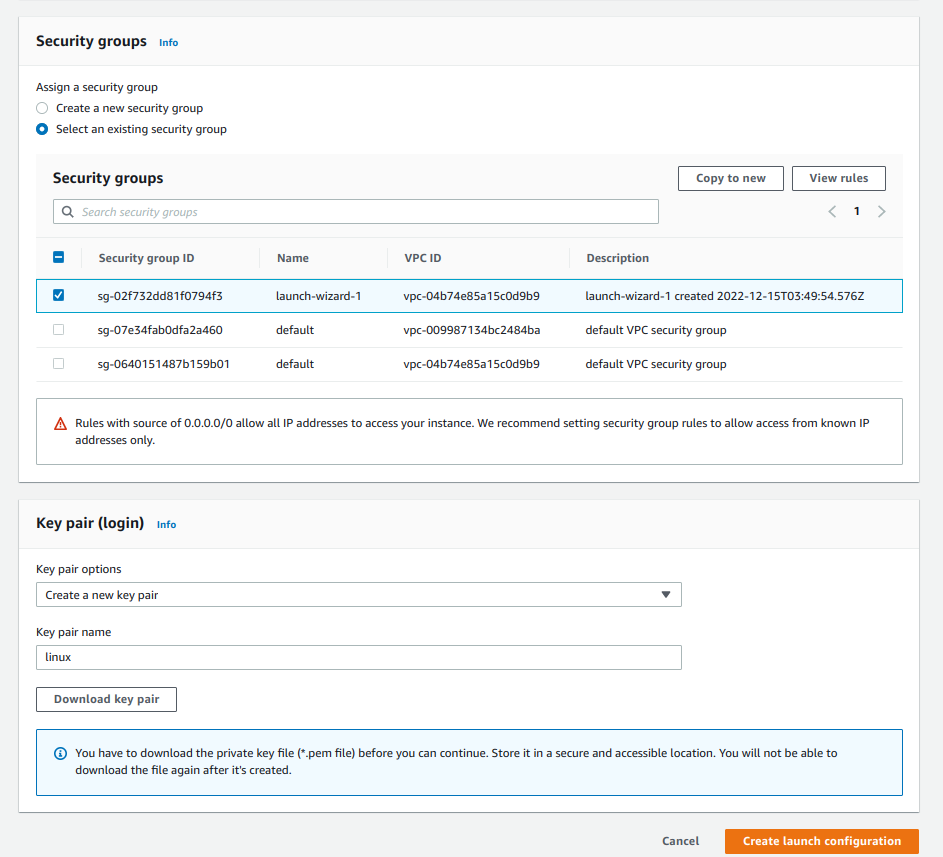 Security groups Info
Assign a security group
Create a new security group
Select an existing security group
Security groups
Copy to new
View rules
Search security groups
1
Security group ID Name VPC ID Description
sg-02f732dd81f0794f3 launch-wizard-1 vpc-04b74e85a15c0d9b9 launch-wizard-1 created 2022-12-15T03:49:54.576Z
sg-07e34fab0dfa2a460 default vpc-009987134bc2484ba default VPC security group
sg-0640151487b159b01 default vpc-04b74e85a15c0d9b9 default VPC security group
Rules with source of 0.0.0.0/0 allow all IP addresses to access your instance. We recommend setting security group rules to allow access from known IP
addresses only.
Key pair (login) Info
Key pair options
Create a new key pair
Key pair name
linux
Download key pair
You have to download the private key file (*.pem file) before you can continue. Store it in a secure and accessible location. You will not be able to
download the file again after it's created.
Cancel
Create launch configuration